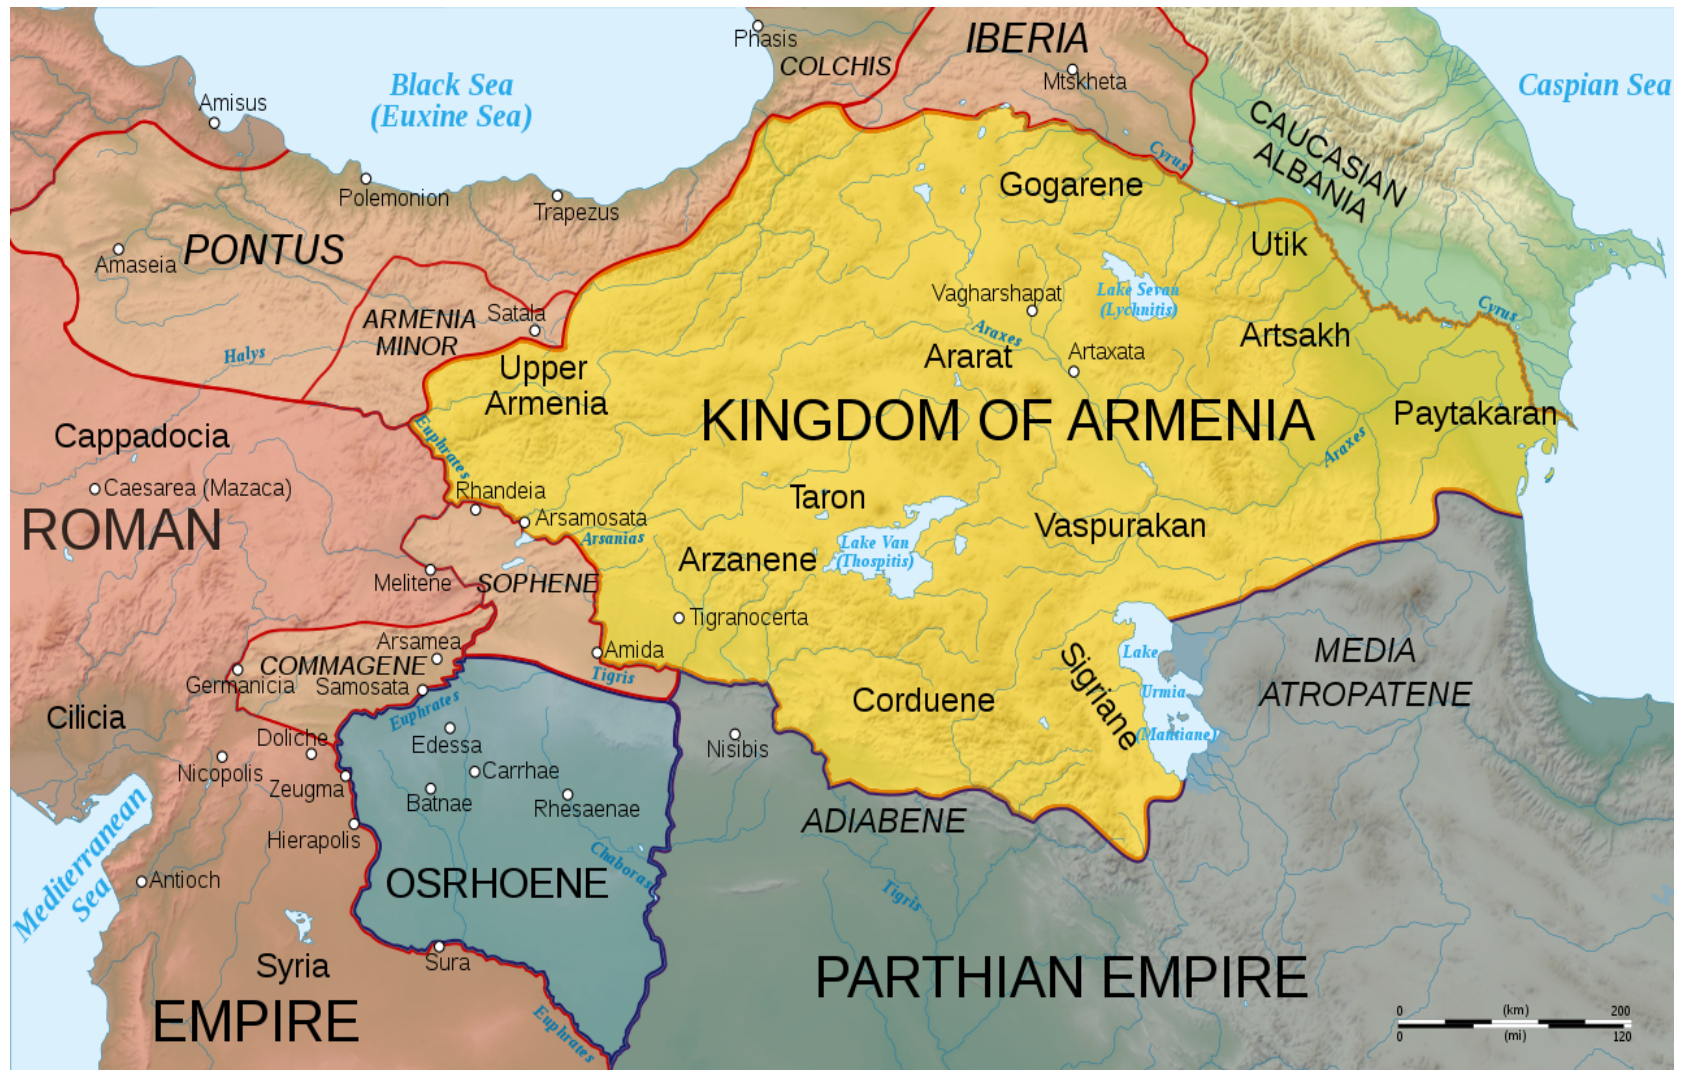 Phasis
COLCHIS
IBERIA
Mtskheta
Caspian Sea
Black Sea
(Euxine Sea)
Amisus
CAUCASIAN
ALBANIA
Cyrus
Polemonion
Trapezus
Gogarene
Amaseia
PONTUS
Utik
Satala
ARMENIA
MINOR
Vagharshapat
Lake Sevan
(Lychnitis)
Cyrus
Halys
Araxes
Artsakh
Upper
Armenia
Ararat
Artaxata
KINGDOM OF ARMENIA
Paytakaran
Cappadocia
Euphrates
Araxes
Caesarea (Mazaca)
Rhandeia
Taron
ROMAN
Arsamosata
Arsanias
Vaspurakan
Lake Van
(Thospitis)
Arzanene
Melitene
SOPHENE
Tigranocerta
Arsamea
Amida
COMMAGENE
Germanicia
Samosata
Tigris
Lake
Urmia
(Mantiane)
MEDIA
ATROPATENE
Sigriane
Corduene
Cilicia
Euphrates
Doliche
Edessa
Nisibis
Nicopolis
Zeugma
Carrhae
Batnae
Rhesaenae
ADIABENE
Hierapolis
Mediterranean
Sea
Antioch
OSRHOENE
Chaboras
Tigris
Syria
Sura
EMPIRE
PARTHIAN EMPIRE
Euphrates
0 (km) 200
0 (mi) 120